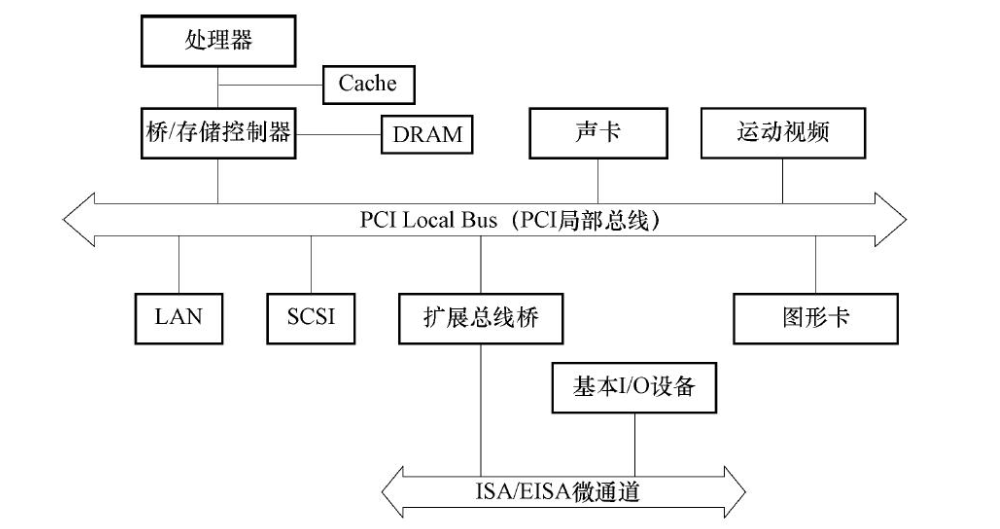 处理器
Cache
桥/存储控制器
DRAM
声卡
运动视频
PCI Local Bus（PCI局部总线）
LAN
SCSI
扩展总线桥
图形卡
基本I/O设备
ISA/EISA微通道